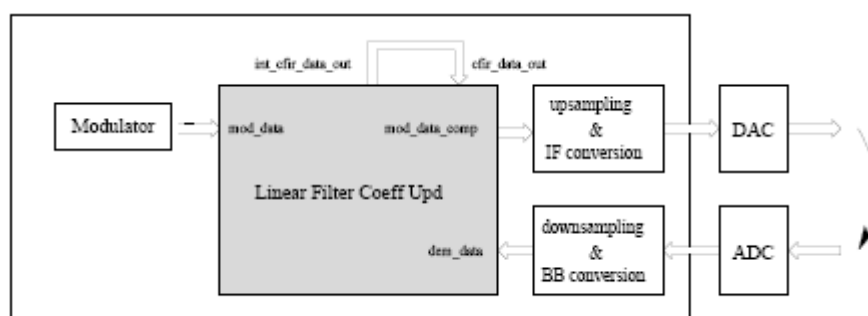 int_cfir_data_out
cfir_data_out
Modulator
mod_data
mod_data_comp
upsampling
&
IF conversion
DAC
Linear Filter Coeff Upd
dem_data
downsampling
&
BB conversion
ADC